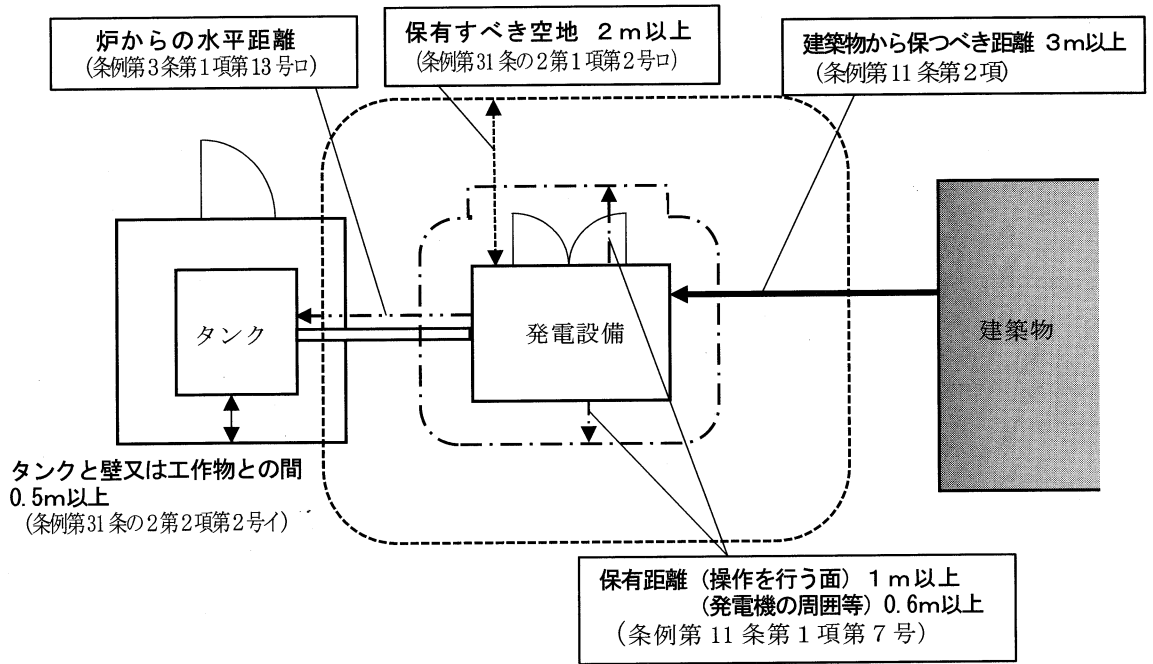 炉からの水平距離
(条例第3条第1項第13号ロ)
保有すべき空地 2m以上
(条例第31条の2第1項第2号ロ)
建築物から保つべき距離 3m以上
(条例第11条第2項)
タンク
発電設備
建築物
タンクと壁又は工作物との間
0.5m以上
(条例第31条の2第2項第2号イ)
保有距離(操作を行う面)1m以上
(発電機の周囲等)0.6m以上
(条例第11条第1項第7号)